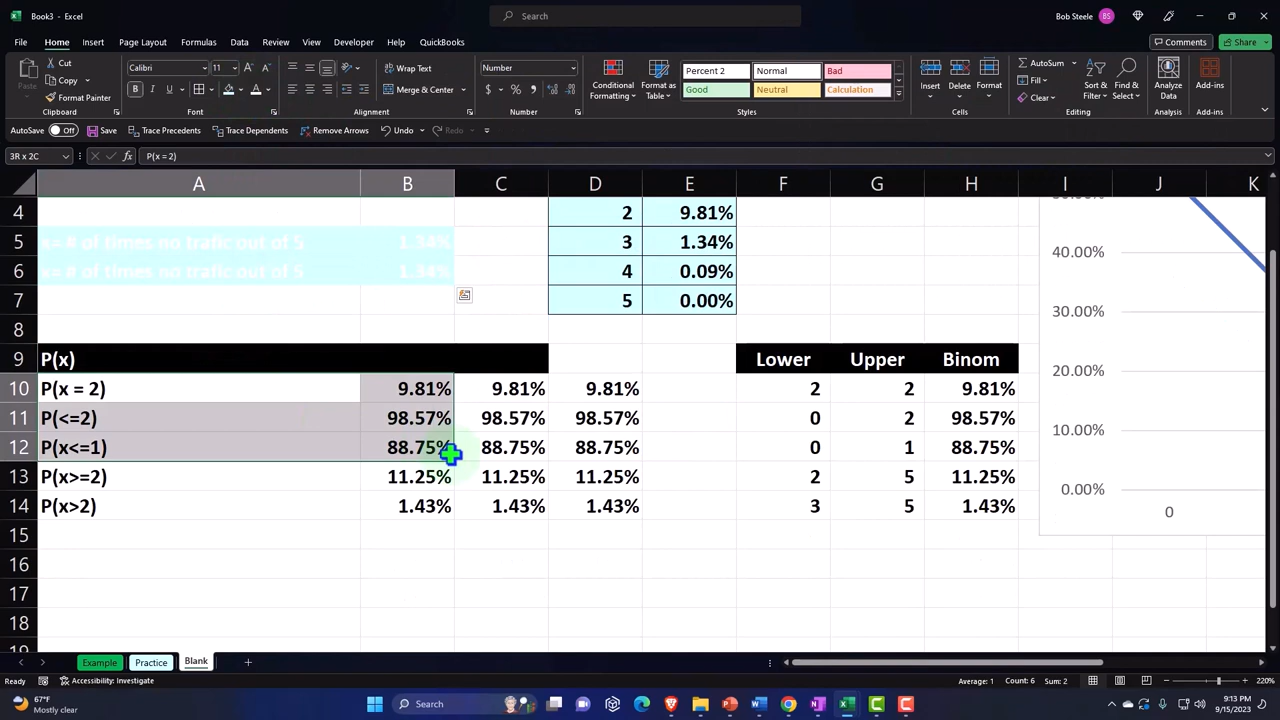 Book3 - Excel
Search
Bob Steele
BS
File
Home
Insert
Page Layout
Formulas
Data
Review
View
Developer
Help
QuickBooks
Comments
Share
Cut
Copy
Format Painter
Paste
Clipboard
Calibri
11
Font
Wrap Text
Merge & Center
Alignment
Number
Number
Conditional Formatting
Format as Table
Percent 2
Normal
Bad
Good
Neutral
Calculation
Styles
Insert
Delete
Format
Cells
AutoSum
Fill
Clear
Sort & Filter
Find & Select
Editing
Analyze Data
Analysis
Add-ins
Add-ins
AutoSave
Off
Save
Trace Precedents
Trace Dependents
Remove Arrows
Undo
Redo
3R x 2C
P(x = 2)
A B C D E F G H I J K
4 2 9.81%
5 x= # of times no trafic out of 5 1.34% 3 1.34%
6 x= # of times no trafic out of 5 1.34% 4 0.09%
7 5 0.00%
8
9 P(x) Lower Upper Binom
10 P(x = 2) 9.81% 9.81% 9.81% 2 2 9.81%
11 P(<=2) 98.57% 98.57% 98.57% 0 2 98.57%
12 P(x<=1) 88.75% 88.75% 88.75% 0 1 88.75%
13 P(x>=2) 11.25% 11.25% 11.25% 2 5 11.25%
14 P(x>2) 1.43% 1.43% 1.43% 3 5 1.43%
15
16
17
18
40.00%
30.00%
20.00%
10.00%
0.00%
0
Example
Practice
Blank
Ready
Accessibility: Investigate
Average: 1
Count: 6
Sum: 2
220%
67°F
Mostly clear
Search
9:13 PM
9/15/2023